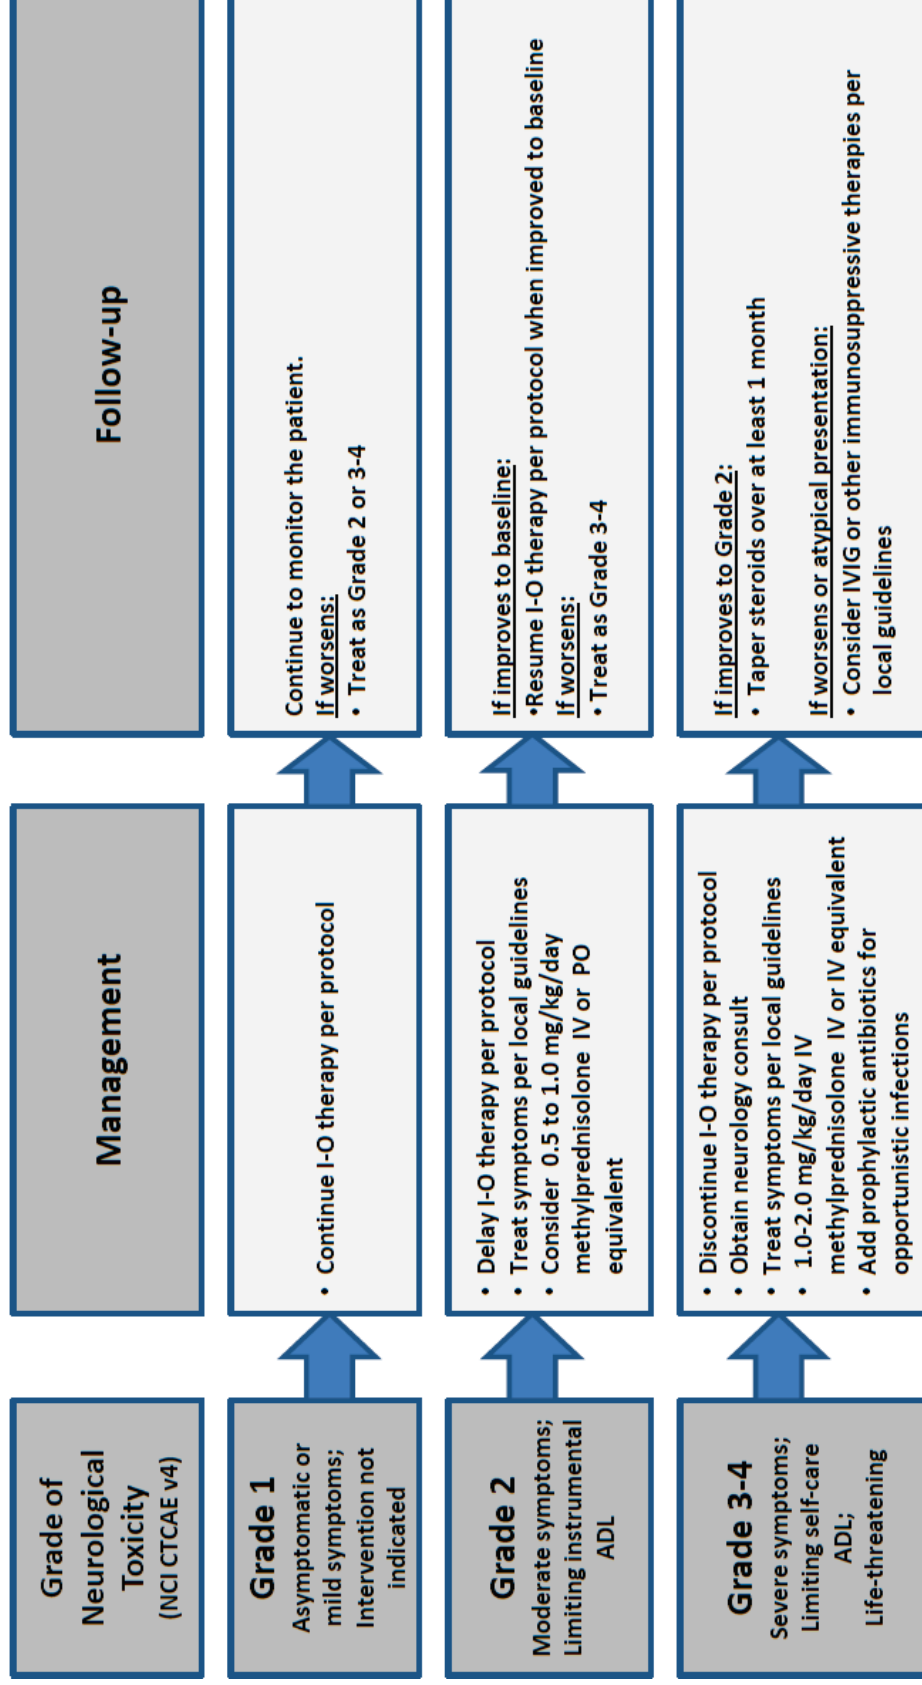 Grade of
Neurological
Toxicity
(NCI CTCAE v4)
Management
Follow-up
Grade 1
Asymptomatic or
mild symptoms;
Intervention not
indicated
• Continue I-O therapy per protocol
Continue to monitor the patient.
If worsens:
• Treat as Grade 2 or 3-4
Grade 2
Moderate symptoms;
Limiting instrumental
ADL
• Delay I-O therapy per protocol
• Treat symptoms per local guidelines
• Consider 0.5 to 1.0 mg/kg/day
methylprednisolone IV or PO
equivalent
If improves to baseline:
•Resume I-O therapy per protocol when improved to baseline
If worsens:
• Treat as Grade 3-4
Grade 3-4
Severe symptoms;
Limiting self-care
ADL;
Life-threatening
• Discontinue I-O therapy per protocol
• Obtain neurology consult
• Treat symptoms per local guidelines
• 1.0-2.0 mg/kg/day IV
methylprednisolone IV or IV equivalent
• Add prophylactic antibiotics for
opportunistic infections
If improves to Grade 2:
• Taper steroids over at least 1 month
If worsens or atypical presentation:
• Consider IVIG or other immunosuppressive therapies per
local guidelines